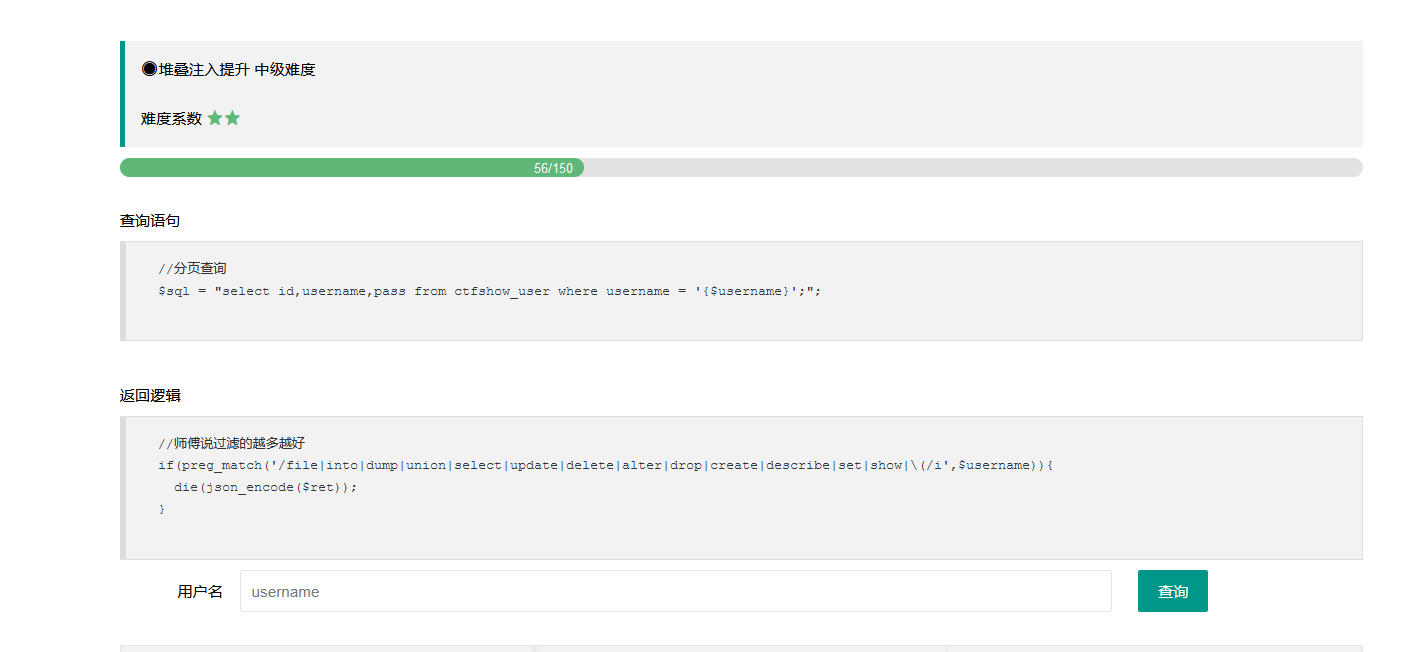 ◉堆叠注入提升 中级难度
难度系数 ★★
56/150
查询语句
//分页查询
$sql = "select id,username,pass from ctfshow_user where username = '{$username}';";
返回逻辑
//师傅说过滤的越多越好
if(preg_match('/file|into|dump|union|select|update|delete|alter|drop|create|describe|set|show|\(/i',$username)){
die(json_encode($ret));
}
用户名 username 查询